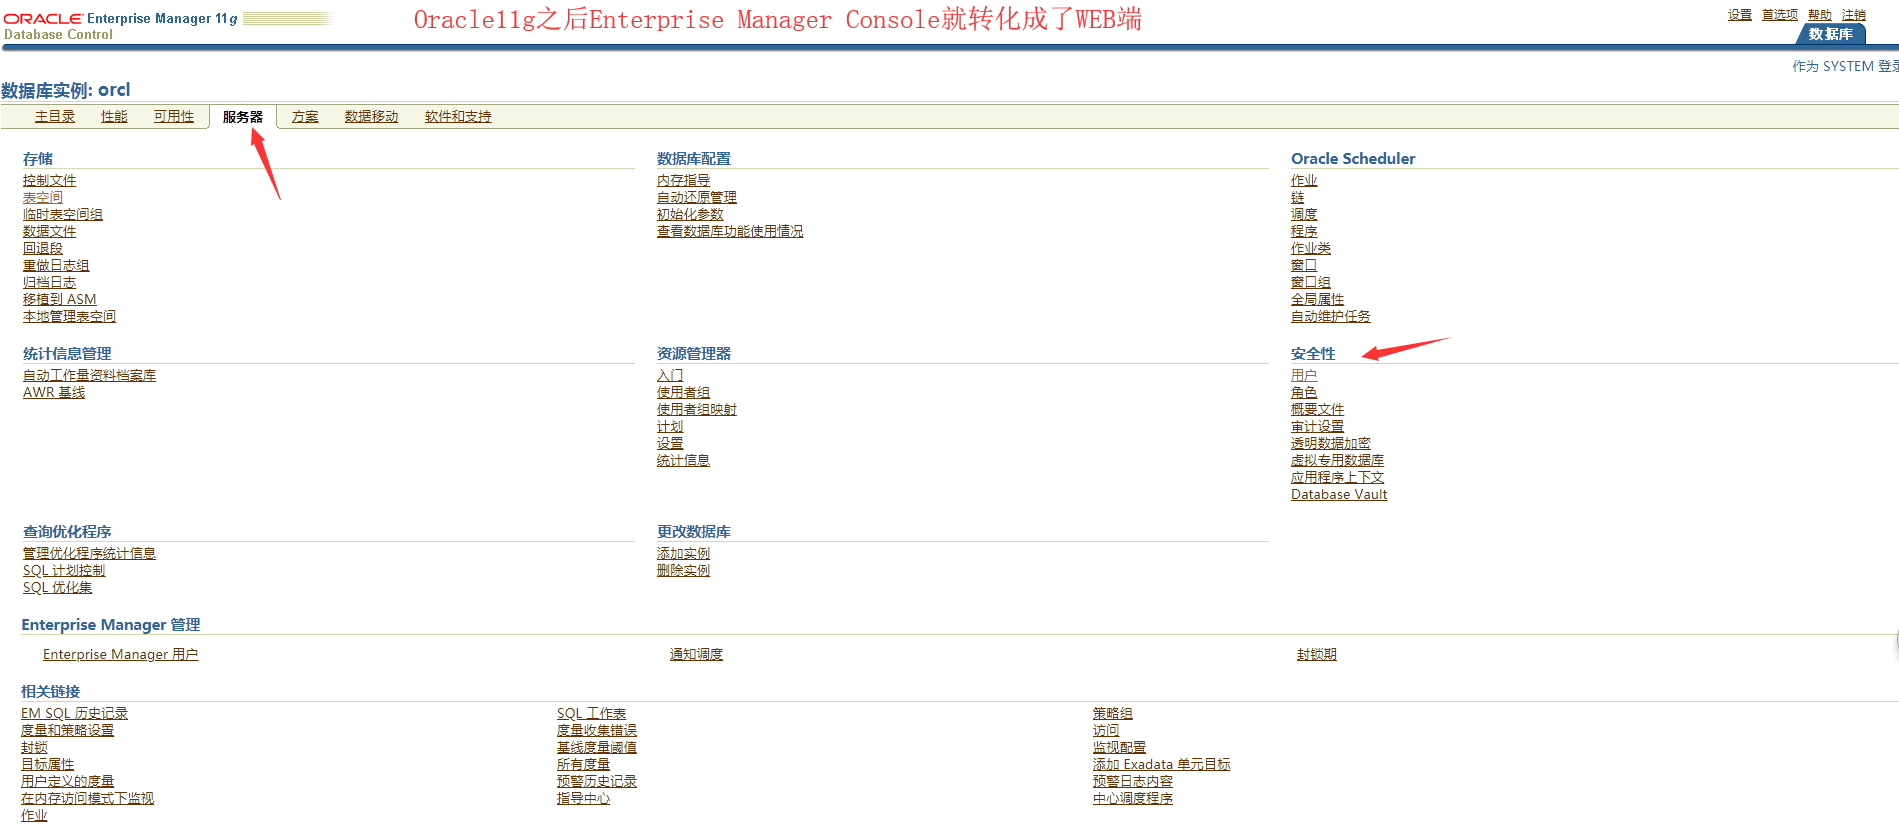 ORACLE Enterprise Manager 11g
Database Control
Oracle11g之后Enterprise Manager Console就转化成了WEB端
设置 首选项 帮助 注销
数据库
作为 SYSTEM 登录
数据库实例: orcl
主目录 性能 可用性 服务器 方案 数据移动 软件和支持
存储
控制文件
表空间
临时表空间组
数据文件
回退段
重做日志组
归档日志
移植到 ASM
本地管理表空间
数据库配置
内存指导
自动还原管理
初始化参数
查看数据库功能使用情况
Oracle Scheduler
作业
链
调度
程序
作业类
窗口
窗口组
全局属性
自动维护任务
统计信息管理
自动工作量资料档案库
AWR 基线
资源管理器
入门
使用者组
使用者组映射
计划
设置
统计信息
安全性
用户
角色
概要文件
审计设置
透明数据加密
虚拟专用数据库
应用程序上下文
Database Vault
查询优化程序
管理优化程序统计信息
SQL 计划控制
SQL 优化集
更改数据库
添加实例
删除实例
Enterprise Manager 管理
Enterprise Manager 用户
通知调度
封锁期
相关链接
EM SQL 历史记录
度量和策略设置
封锁
目标属性
用户定义的度量
在内存访问模式下监视
作业
SQL 工作表
度量收集错误
基线度量阈值
所有度量
预警历史记录
指导中心
策略组
访问
监视配置
添加 Exadata 单元目标
预警日志内容
中心调度程序